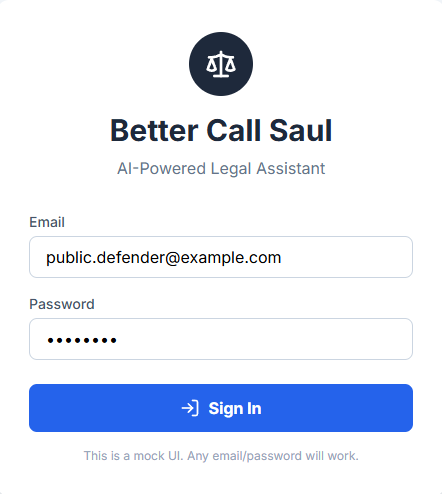 Better Call Saul
AI-Powered Legal Assistant
Email
public.defender@example.com
Password
••••••••
Sign In
This is a mock UI. Any email/password will work.